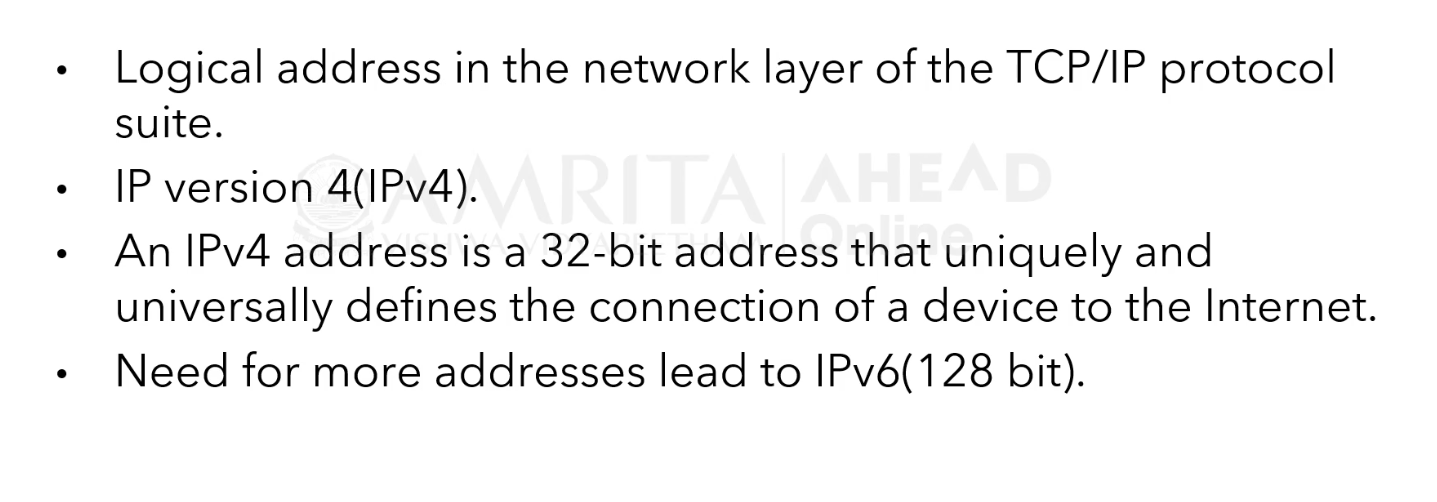 • Logical address in the network layer of the TCP/IP protocol
suite.
• IP version 4(IPv4).
• An IPv4 address is a 32-bit address that uniquely and
universally defines the connection of a device to the Internet.
• Need for more addresses lead to IPv6(128 bit).
AMRITA
VISHWA VIDYAPEETHAM
AHEAD
Online